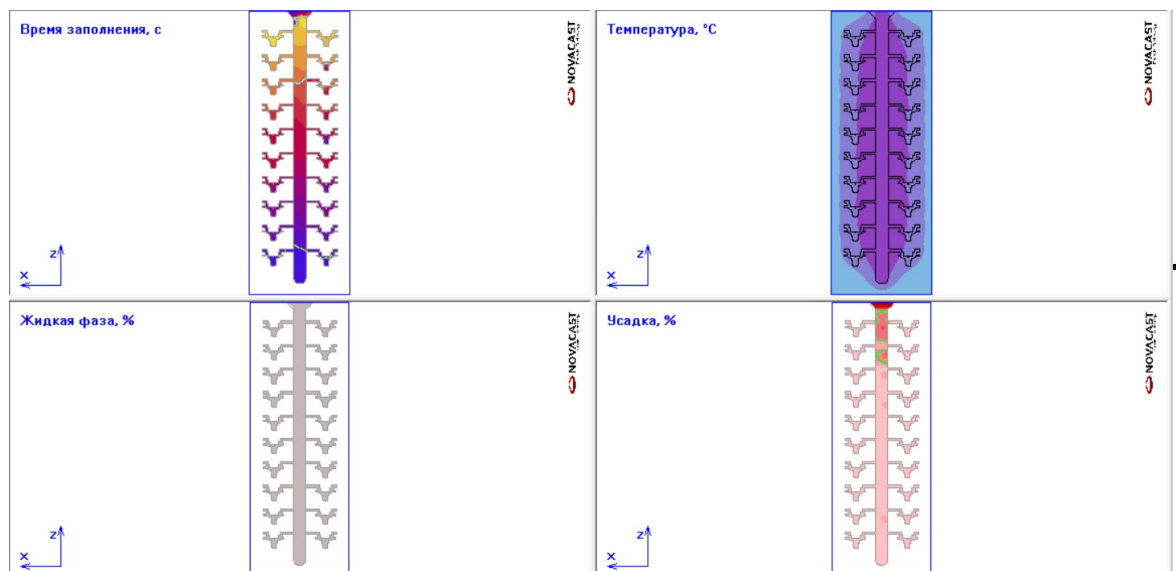 Время заполнения, с
NOVACAST
z
x
Температура, °C
NOVACAST
z
x
Жидкая фаза, %
NOVACAST
z
x
Усадка, %
NOVACAST
z
x